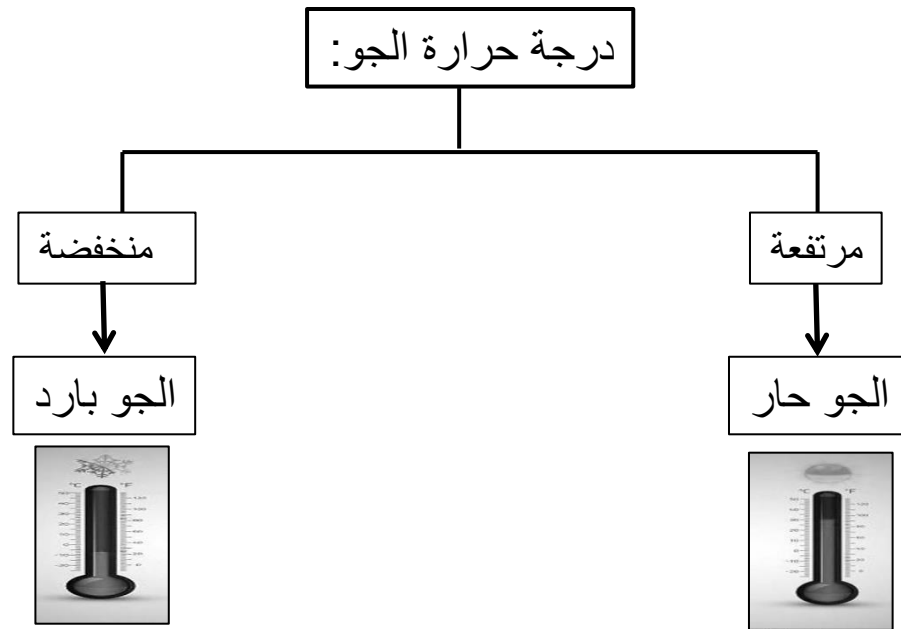 درجة حرارة الجو:
مرتفعة
منخفضة
الجو حار
الجو بارد
°C °F
°C °F